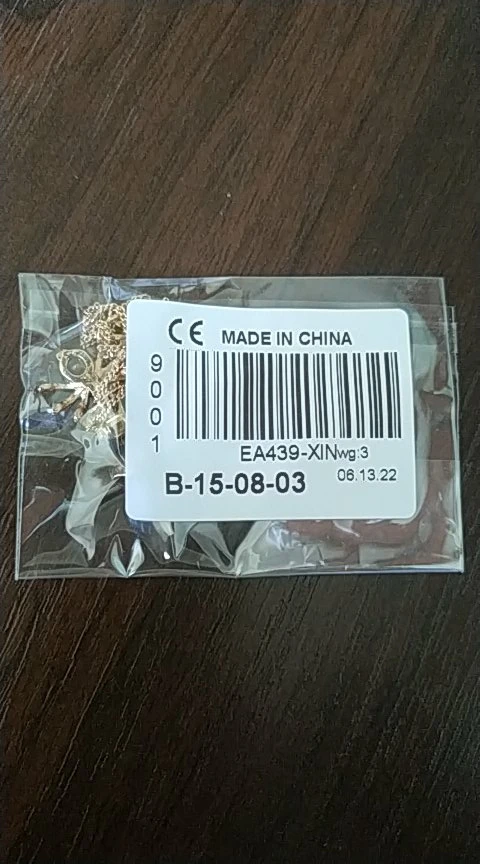 CE MADE IN CHINA
9001
EA439-XINwg:3
B-15-08-03
06.13.22